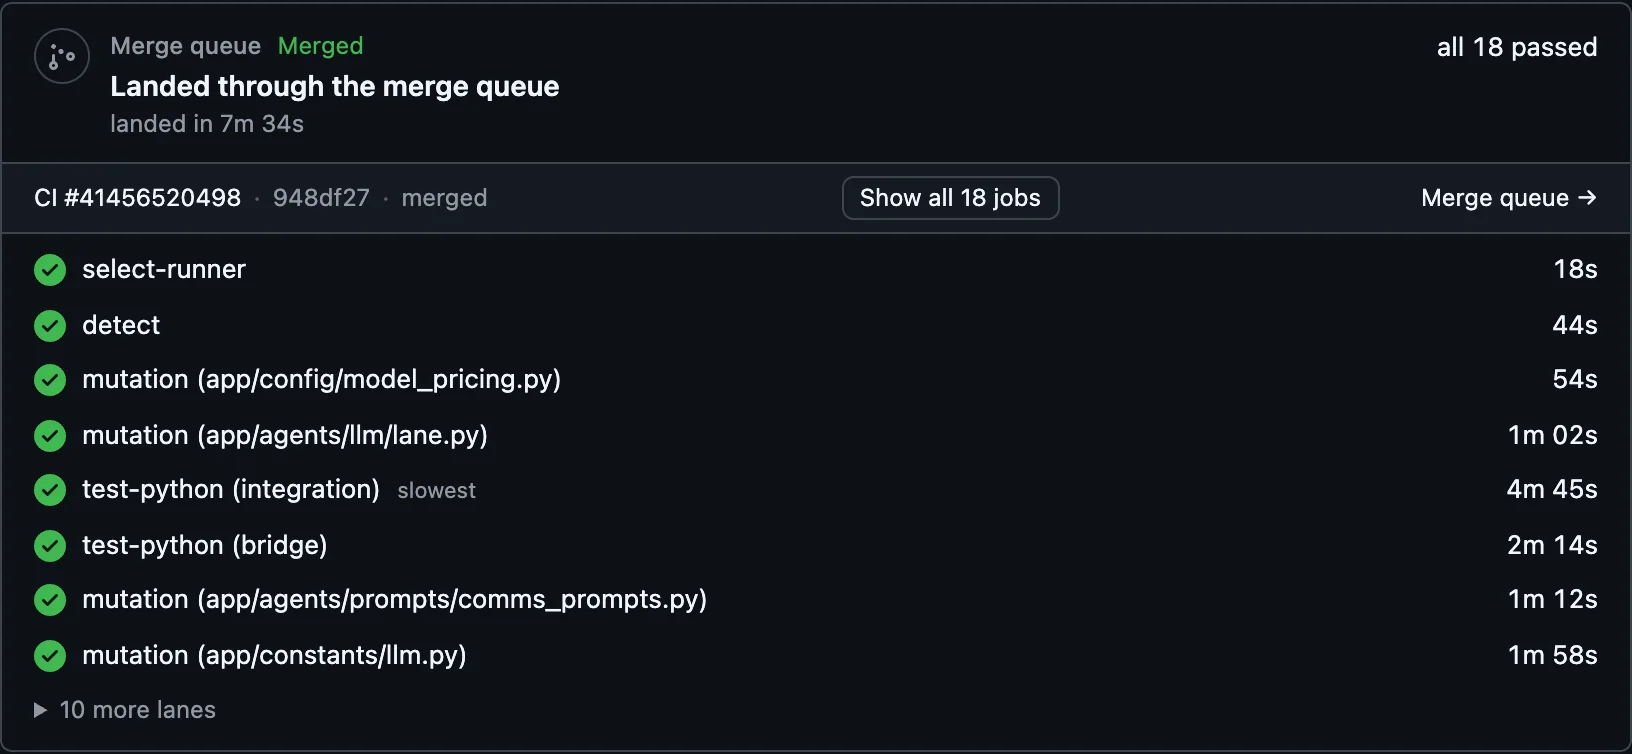 Merge queue Merged
all 18 passed
Landed through the merge queue
landed in 7m 34s
CI #41456520498 · 948df27 · merged
Show all 18 jobs
Merge queue →
select-runner 18s
detect 44s
mutation (app/config/model_pricing.py) 54s
mutation (app/agents/llm/lane.py) 1m 02s
test-python (integration) slowest 4m 45s
test-python (bridge) 2m 14s
mutation (app/agents/prompts/comms_prompts.py) 1m 12s
mutation (app/constants/llm.py) 1m 58s
10 more lanes